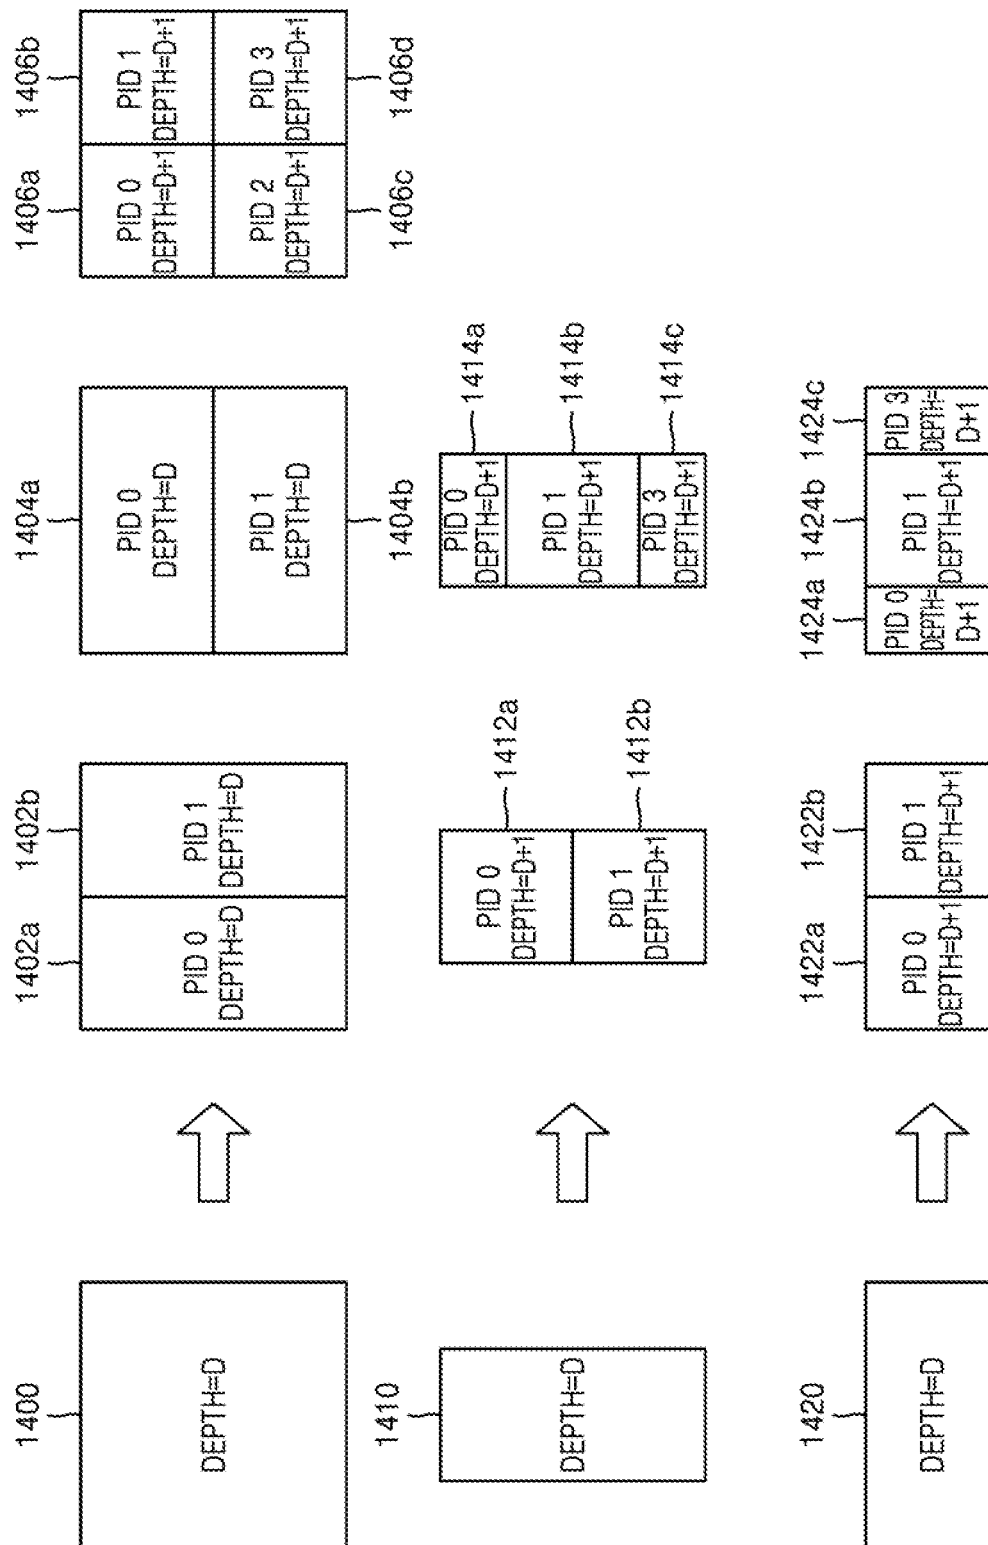 1400
DEPTH=D
1402a
1402b
PID 0
DEPTH=D
PID 1
DEPTH=D
1404a
PID 0
DEPTH=D
PID 1
DEPTH=D
1404b
1406a
1406b
PID 0
DEPTH=D+1
PID 1
DEPTH=D+1
PID 2
DEPTH=D+1
PID 3
DEPTH=D+1
1406c
1406d
1410
DEPTH=D
PID 0
DEPTH=D+1
1412a
PID 1
DEPTH=D+1
1412b
PID 0
DEPTH=D+1
1414a
PID 1
DEPTH=D+1
1414b
PID 3
DEPTH=D+1
1414c
1420
DEPTH=D
1422a
1422b
PID 0
DEPTH=D+1
PID 1
DEPTH=D+1
1424a
1424b
1424c
PID 0
DEPTH=
D+1
PID 1
DEPTH=D+1
PID 3
DEPTH=
D+1